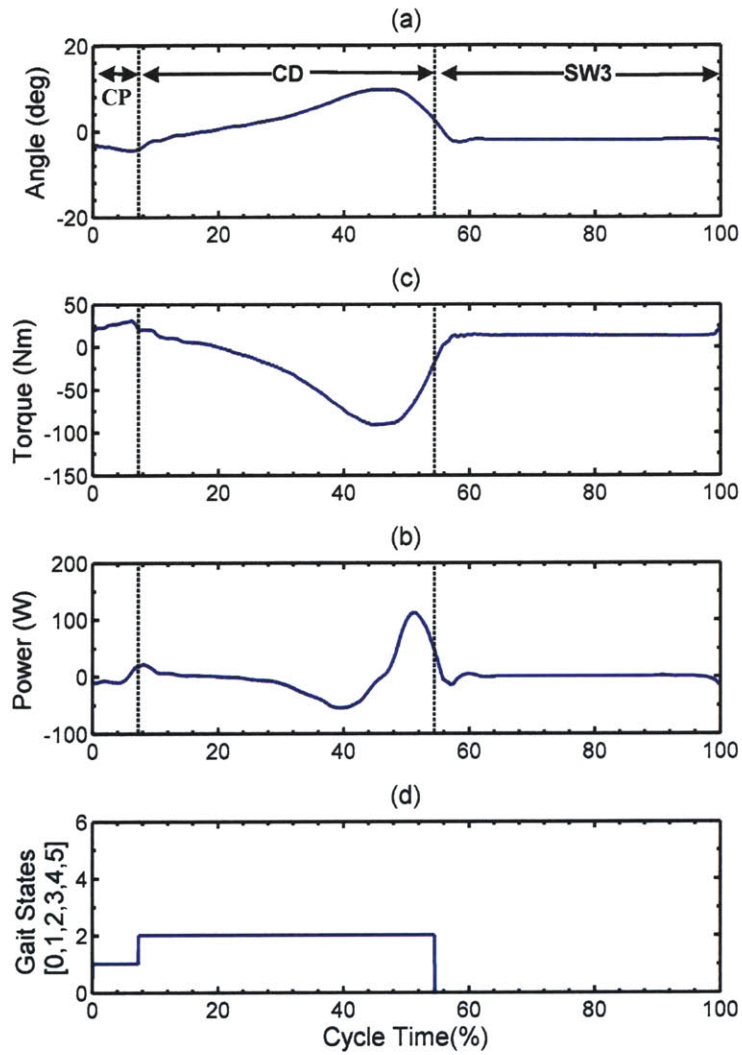 (a)
20
0
-20
Angle (deg)
CP
CD
SW3
0 20 40 60 80 100
(c)
50
0
-50
-100
-150
Torque (Nm)
0 20 40 60 80 100
(b)
200
100
0
-100
Power (W)
0 20 40 60 80 100
(d)
6
4
2
0
Gait States
[0,1,2,3,4,5]
0 20 40 60 80 100
Cycle Time(%)